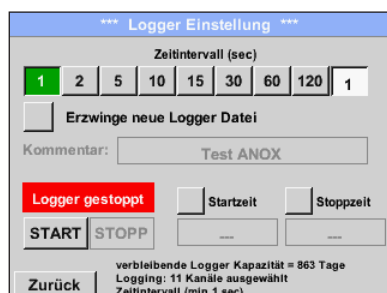 *** Logger Einstellung ***
Zeitintervall (sec)
1 2 5 10 15 30 60 120 1
Erzwinge neue Logger Datei
Kommentar: Test ANOX
Logger gestoppt Startzeit Stoppzeit
START STOPP --- ---
verbleibende Logger Kapazität = 863 Tage
Zurück Logging: 11 Kanäle ausgewählt
Zeitintervall (min 1 sec)